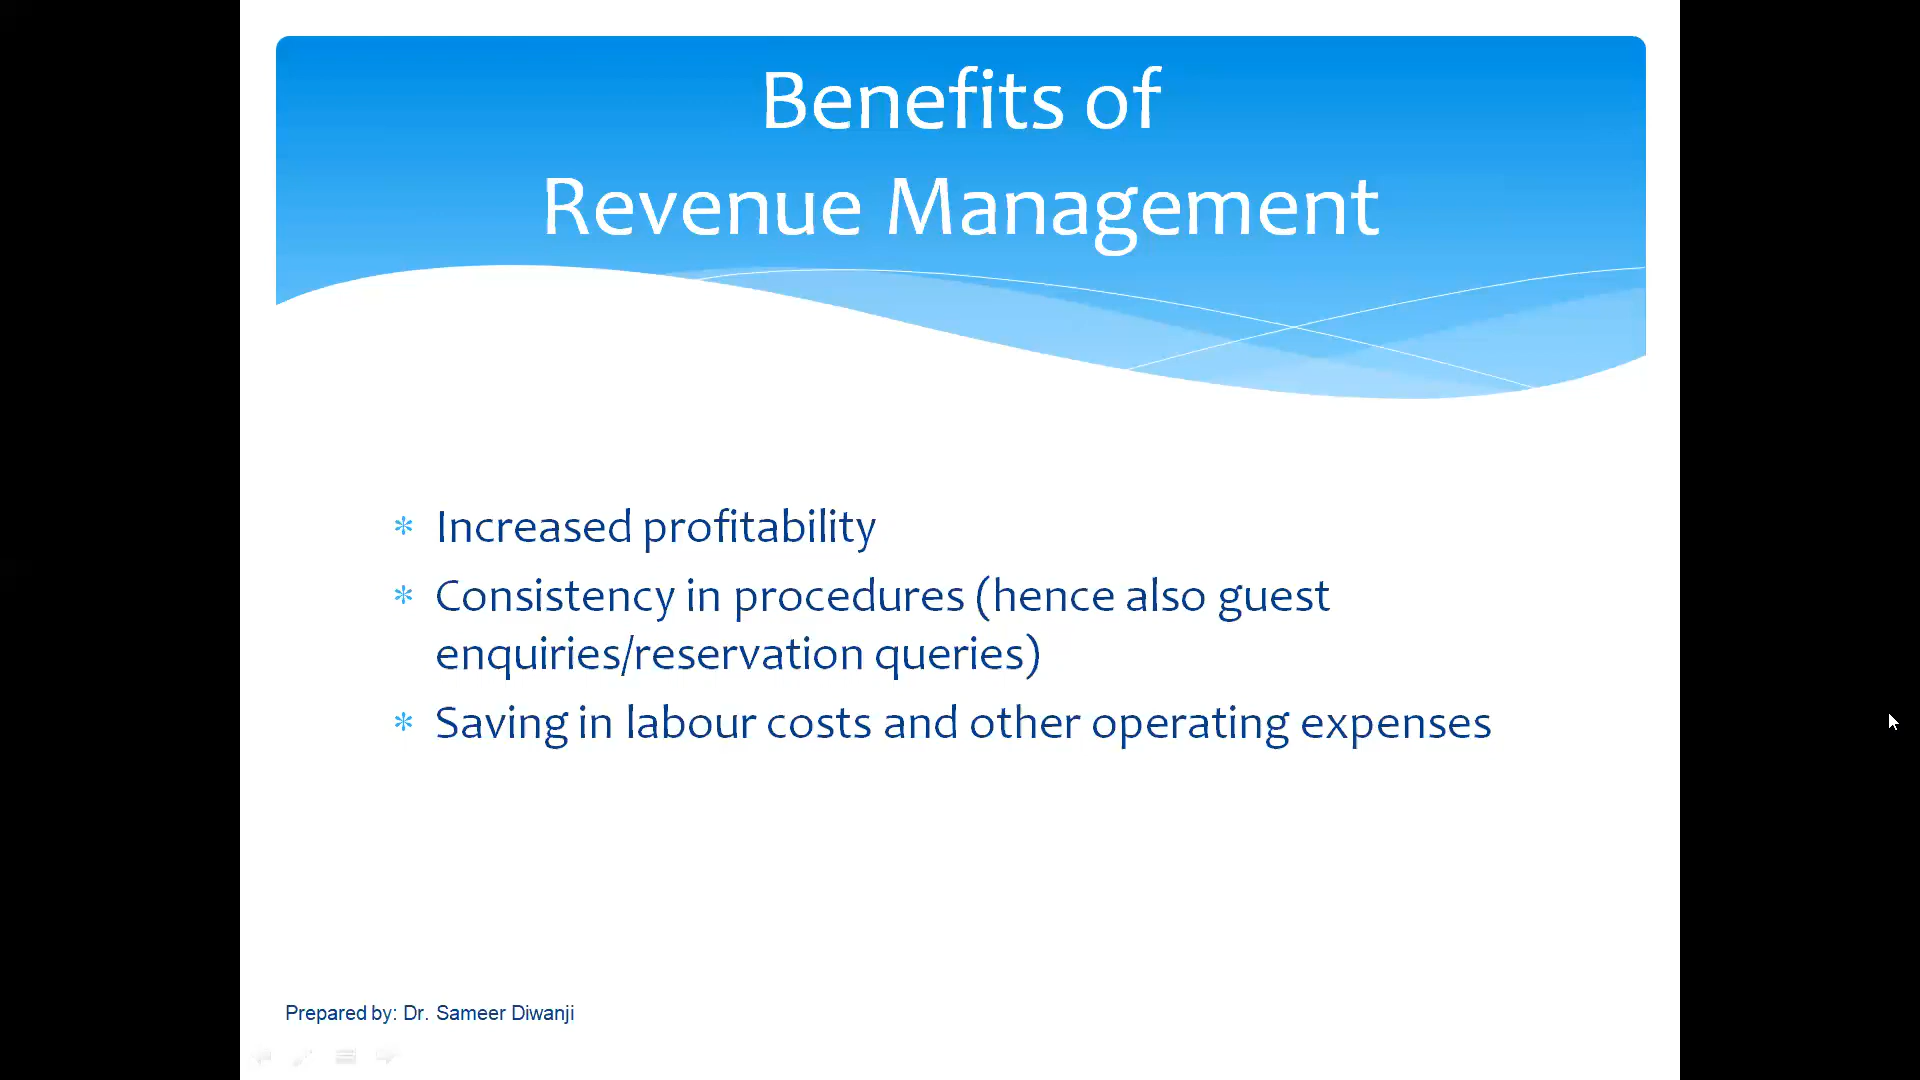 Benefits of
Revenue Management
* Increased profitability
* Consistency in procedures (hence also guest
enquiries/reservation queries)
* Saving in labour costs and other operating expenses
Prepared by: Dr. Sameer Diwanji